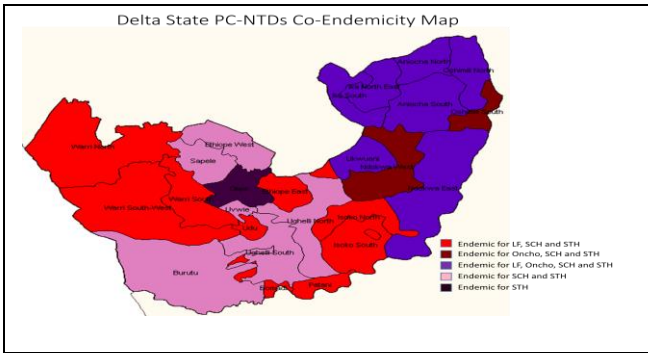 Delta State PC-NTDs Co-Endemicity Map
Aniocha North
Ika North East
Oshimili North
Ika South
Aniocha South
Oshimili South
Warri North
Ethiope West
Sapele
Ukwuani
Ndokwa West
Ethiope East
Ndokwa East
Warri South-West
Warri South
Uvwie
Udu
Ughelli North
Isoko North
Isoko South
Ughelli South
Burutu
Bomadi
Patani
Endemic for LF, SCH and STH
Endemic for Oncho, SCH and STH
Endemic for LF, Oncho, SCH and STH
Endemic for SCH and STH
Endemic for STH